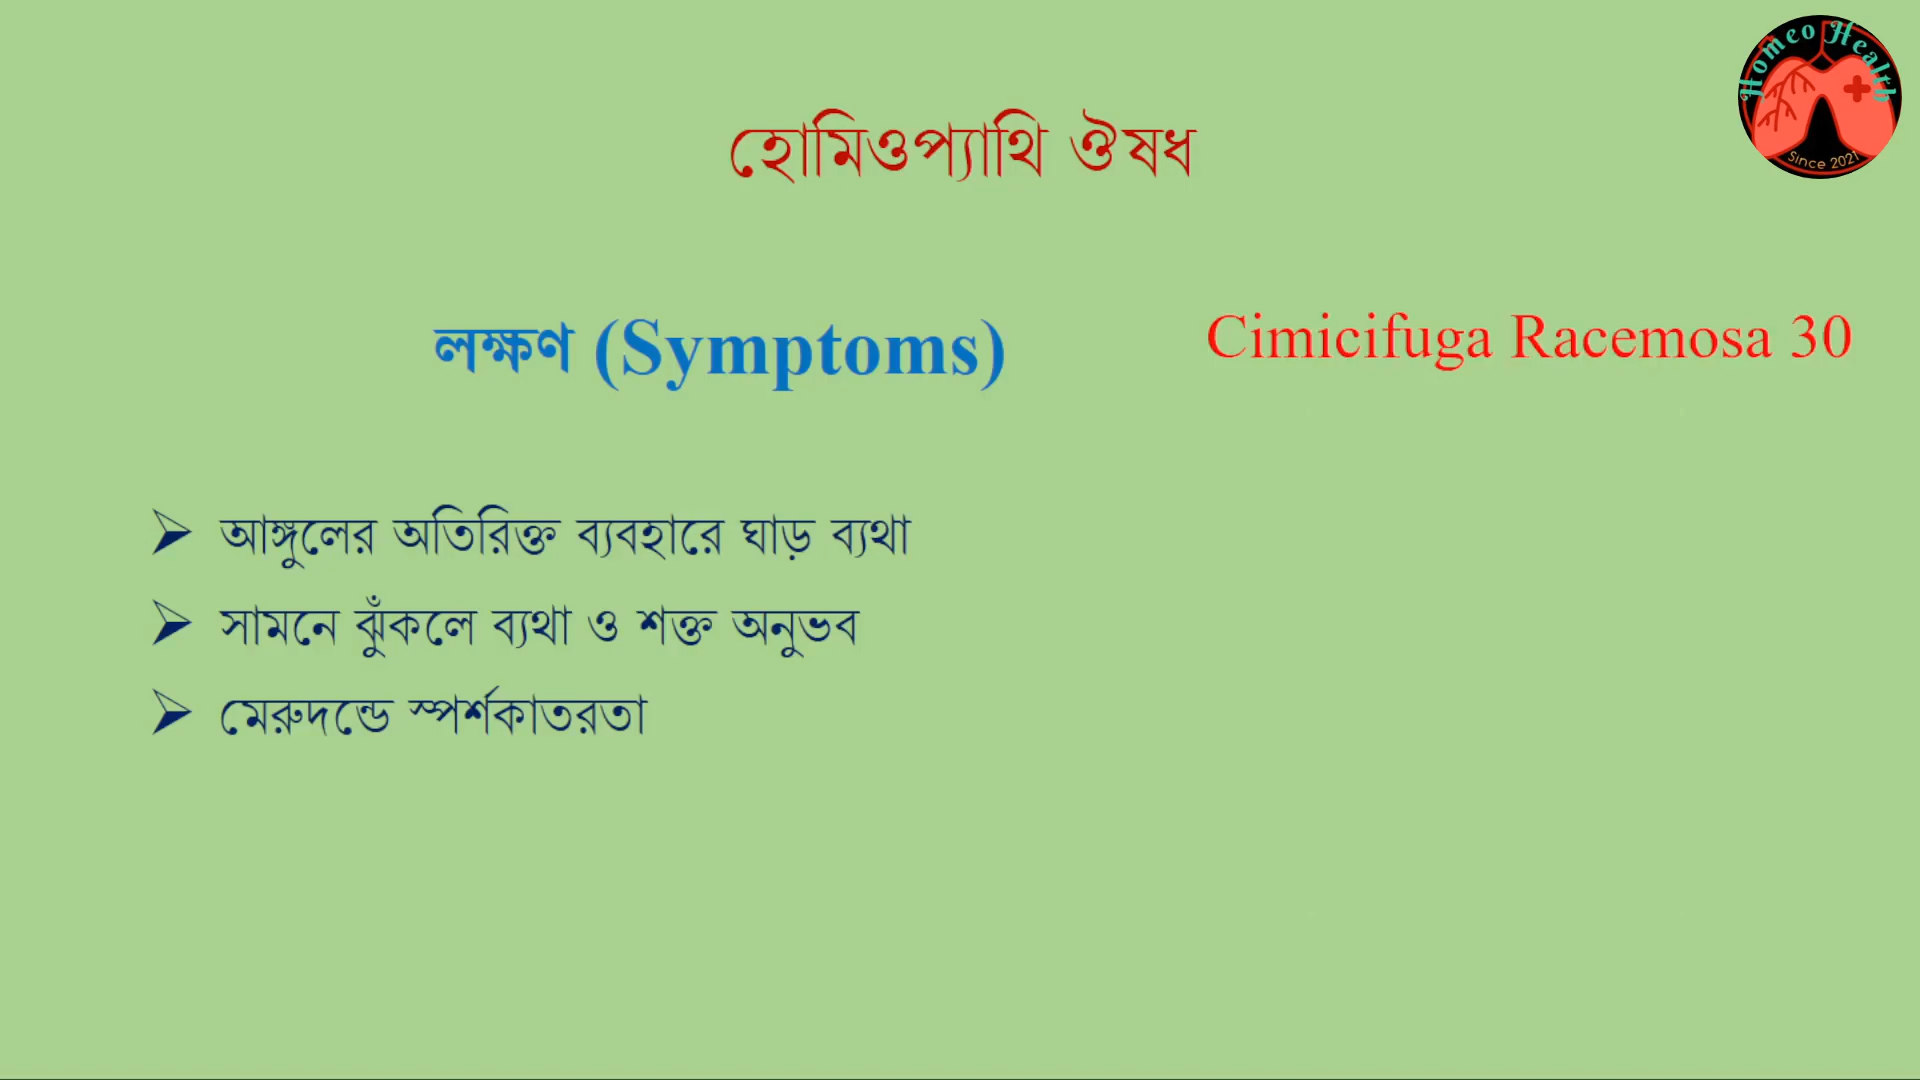 Homeo Health
Since 2021
হোমিওপ্যাথি ঔষধ
লক্ষণ (Symptoms)
Cimicifuga Racemosa 30
➢ আঙ্গুলের অতিরিক্ত ব্যবহারে ঘাড় ব্যথা
➢ সামনে ঝুঁকলে ব্যথা ও শক্ত অনুভব
➢ মেরুদন্ডে স্পর্শকাতরতা